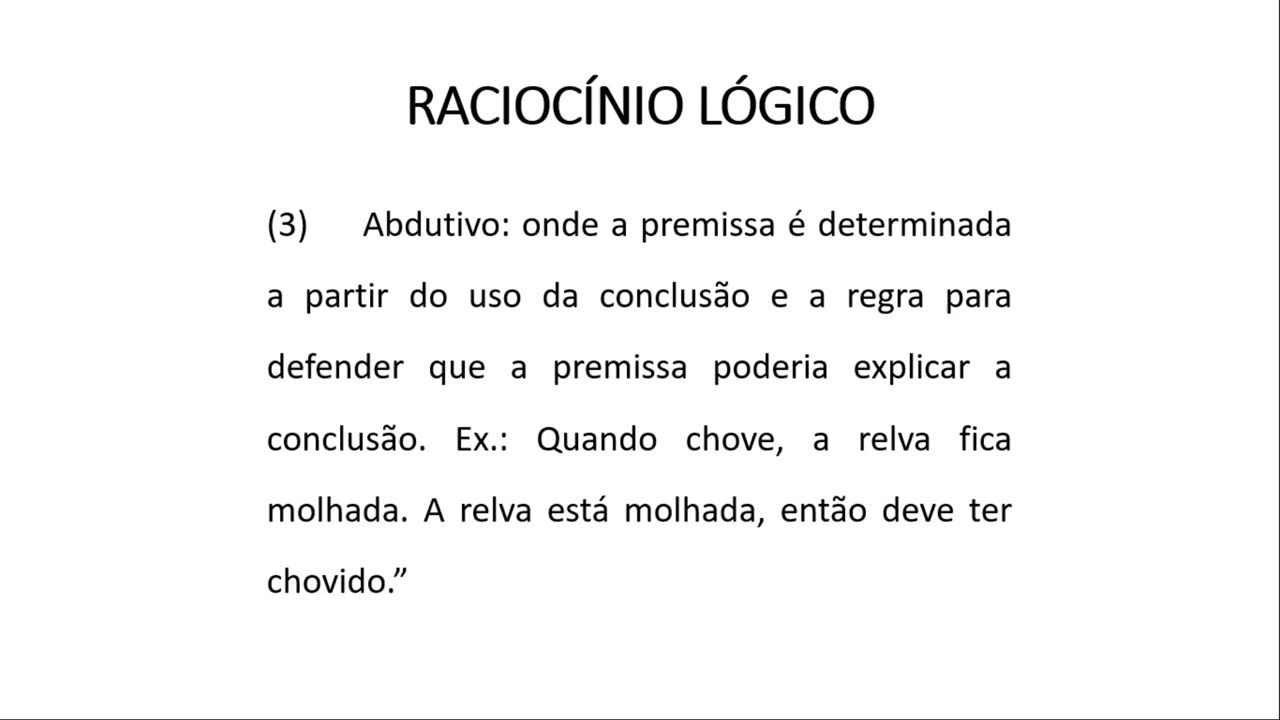 RACIOCÍNIO LÓGICO
(3) Abdutivo: onde a premissa é determinada
a partir do uso da conclusão e a regra para
defender que a premissa poderia explicar a
conclusão. Ex.: Quando chove, a relva fica
molhada. A relva está molhada, então deve ter
chovido.”